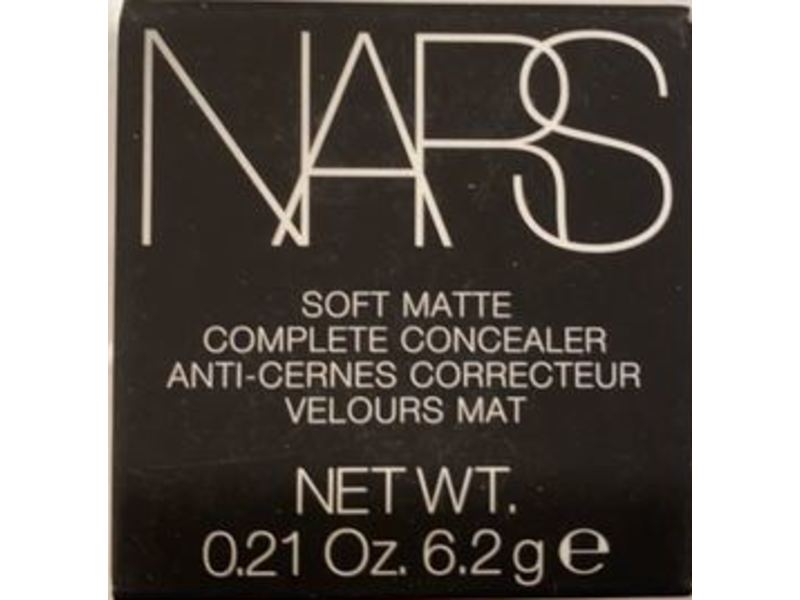 NARS
SOFT MATTE
COMPLETE CONCEALER
ANTI-CERNES CORRECTEUR
VELOURS MAT
NET WT.
0.21 Oz. 6.2 g ℮